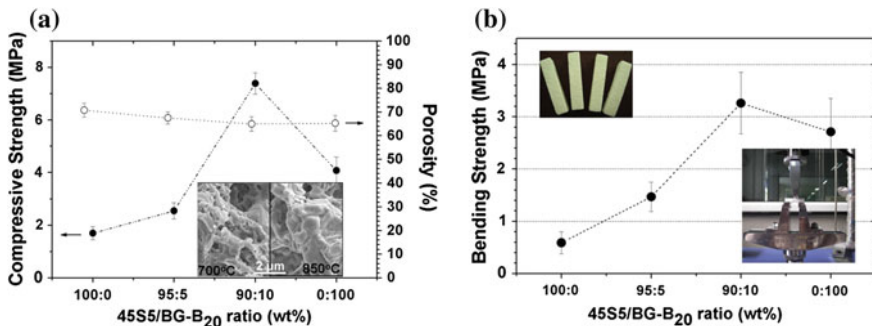 (a)
Compressive Strength (MPa)
8
6
4
2
0
100
90
80
70
60
50
40
30
20
10
0
Porosity (%)
700°C
2 µm
850°C
100:0 95:5 90:10 0:100
45S5/BG-B20 ratio (wt%)
(b)
Bending Strength (MPa)
4
3
2
1
0
100:0 95:5 90:10 0:100
45S5/BG-B20 ratio (wt%)